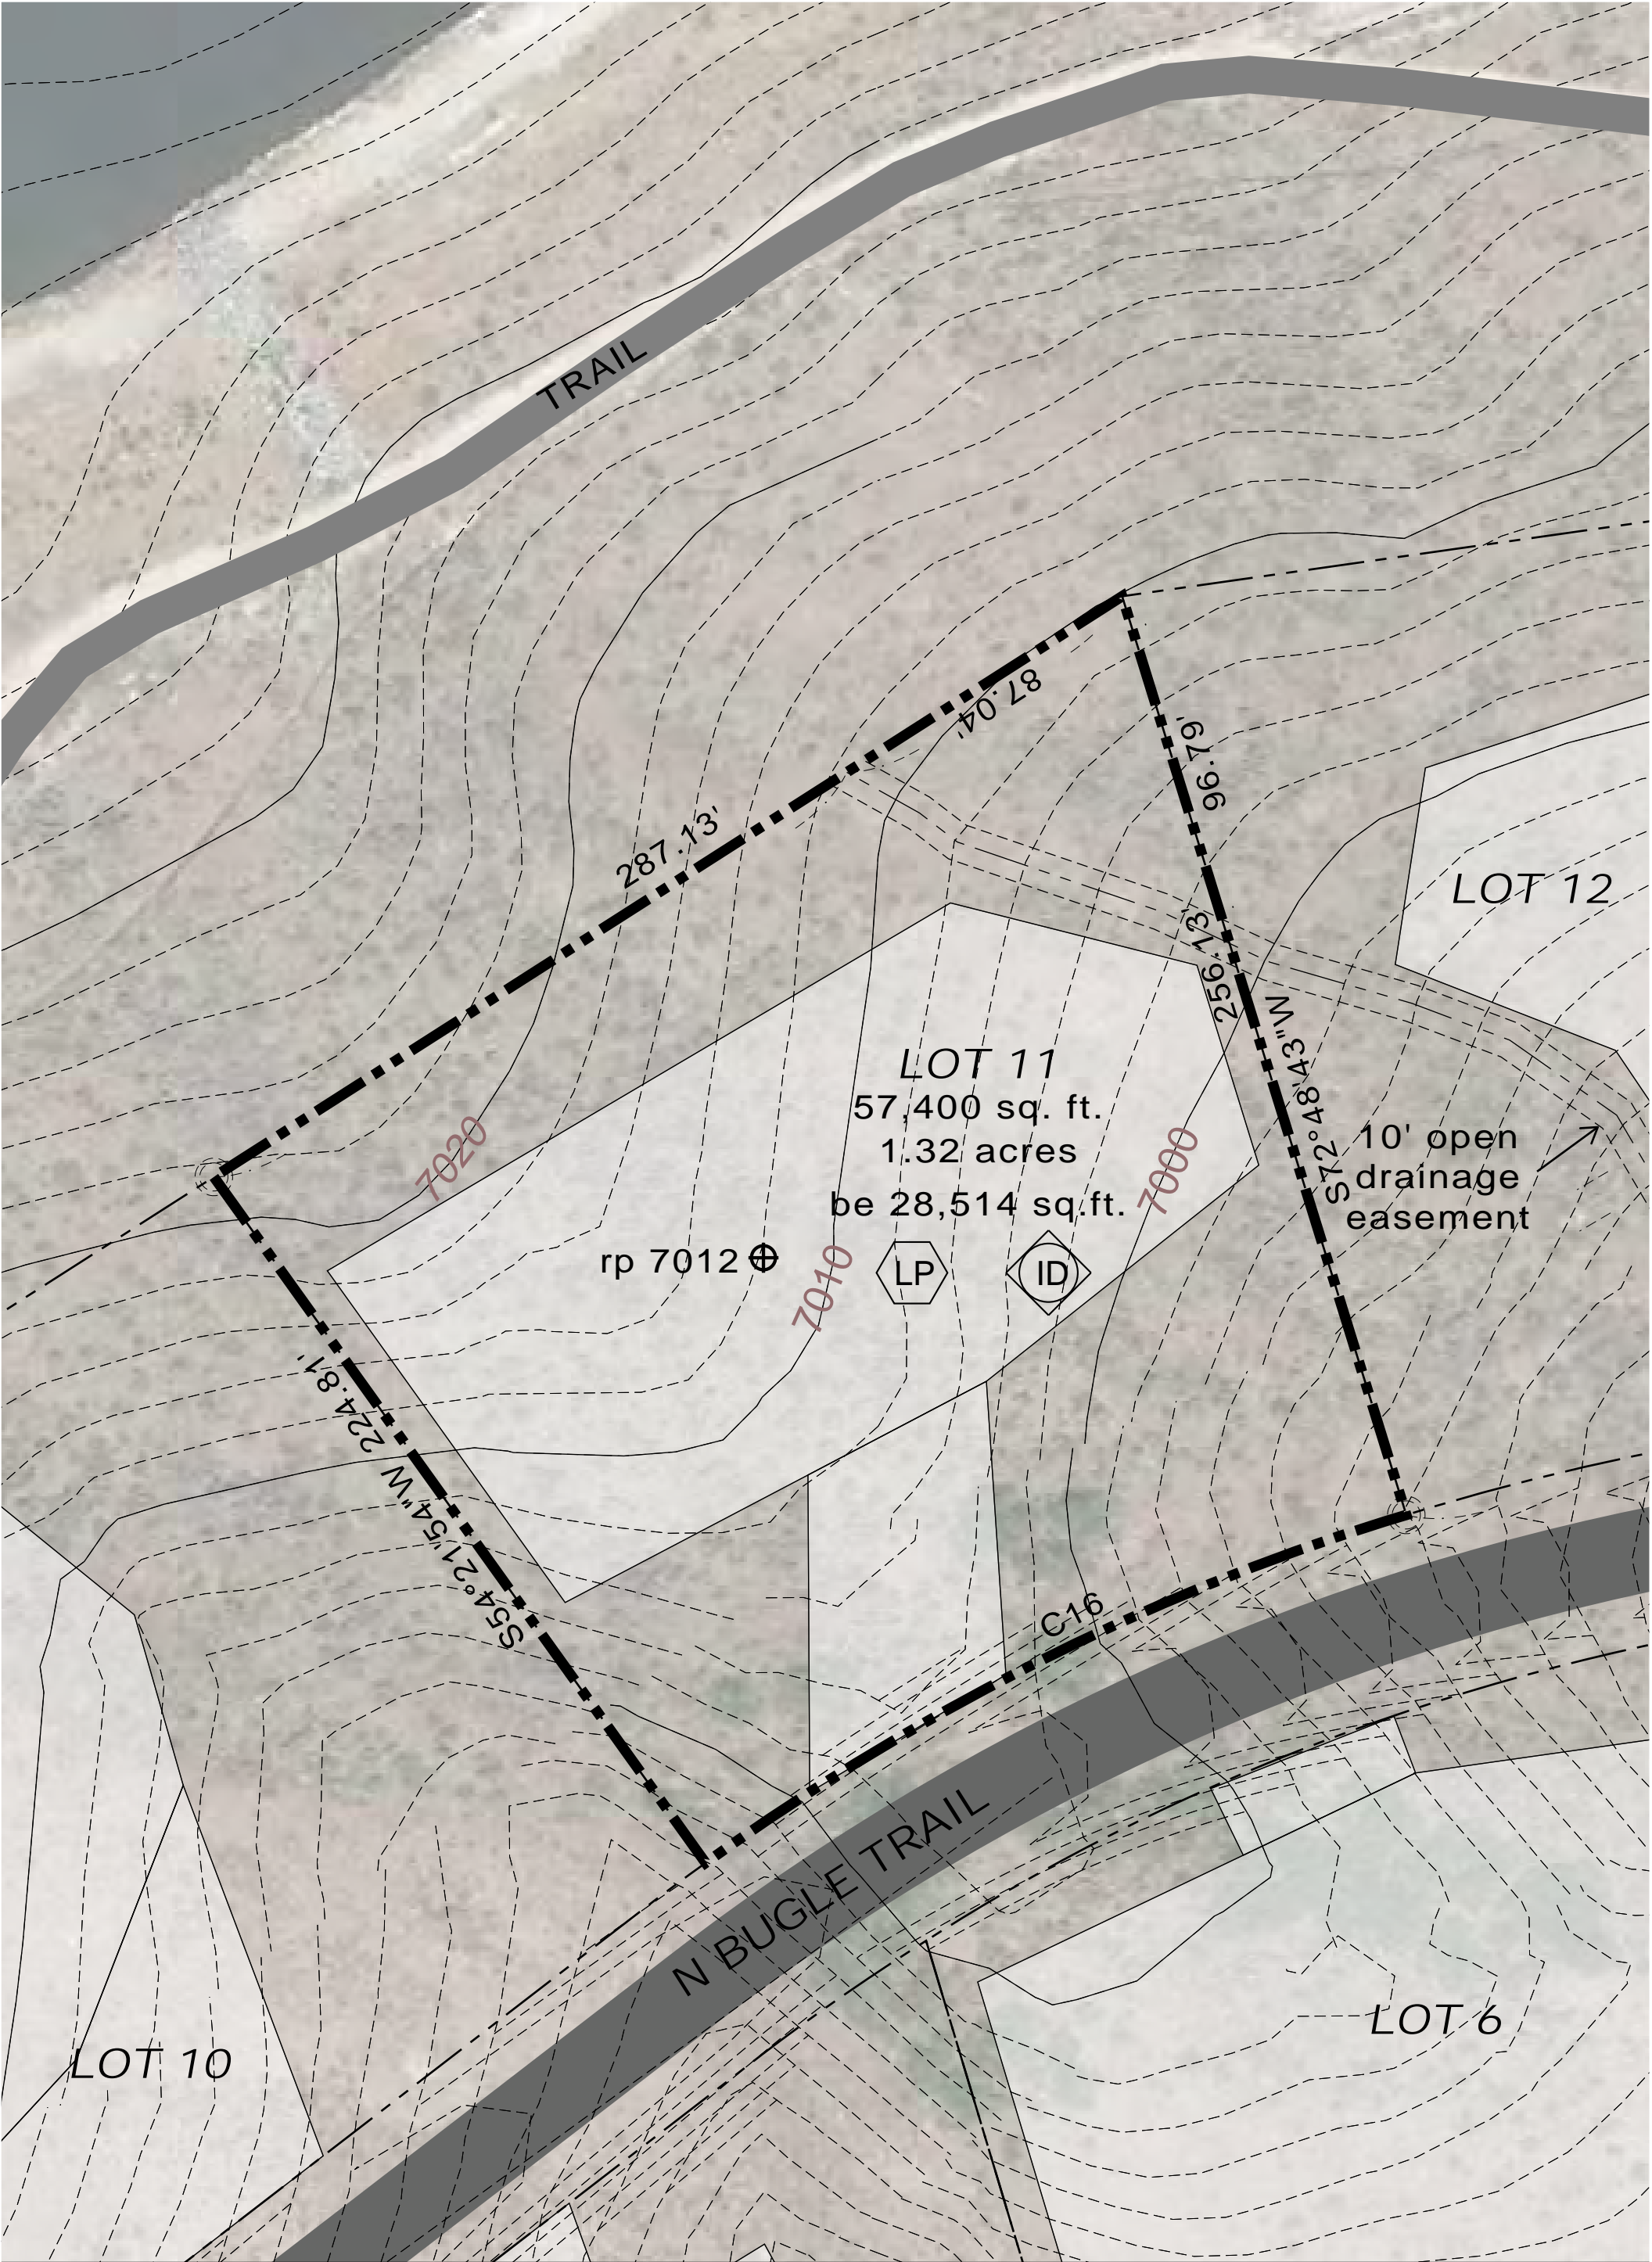 TRAIL
87.04'
96.79'
287.13'
LOT 12
256.13'
S72°48'43"W
LOT 11
57,400 sq. ft.
1.32 acres
be 28,514 sq.ft.
7020
7000
10' open
drainage
easement
rp 7012
LP
ID
7010
224.81'
S54°21'54"W
C16
N BUGLE TRAIL
LOT 6
LOT 10